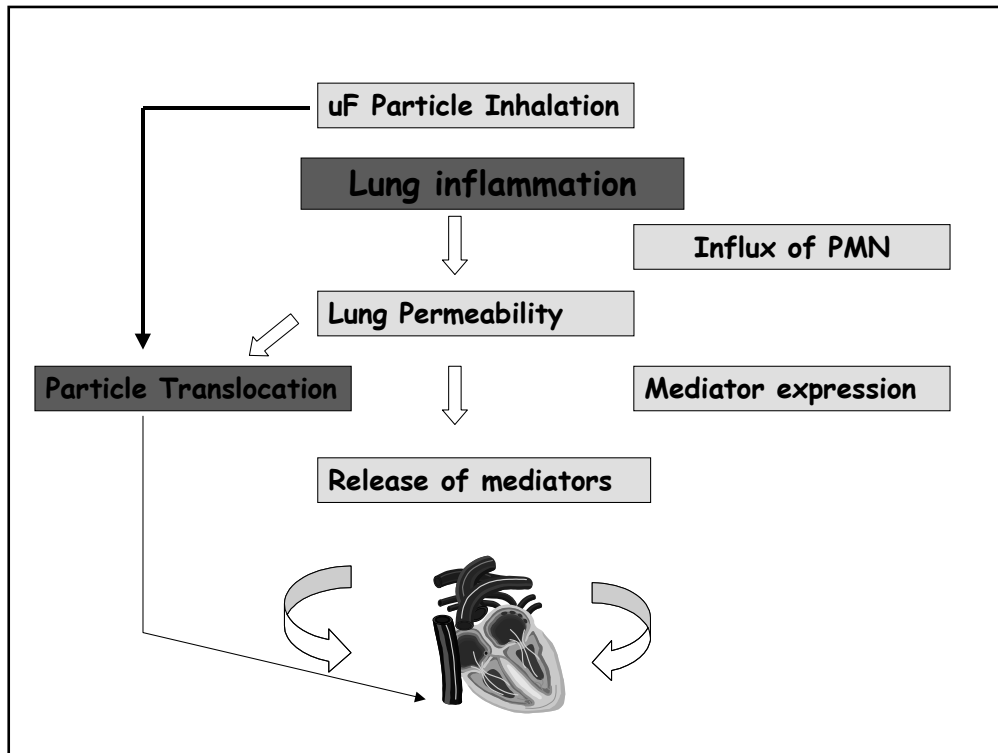 uF Particle Inhalation
Lung inflammation
Influx of PMN
Lung Permeability
Particle Translocation
Mediator expression
Release of mediators